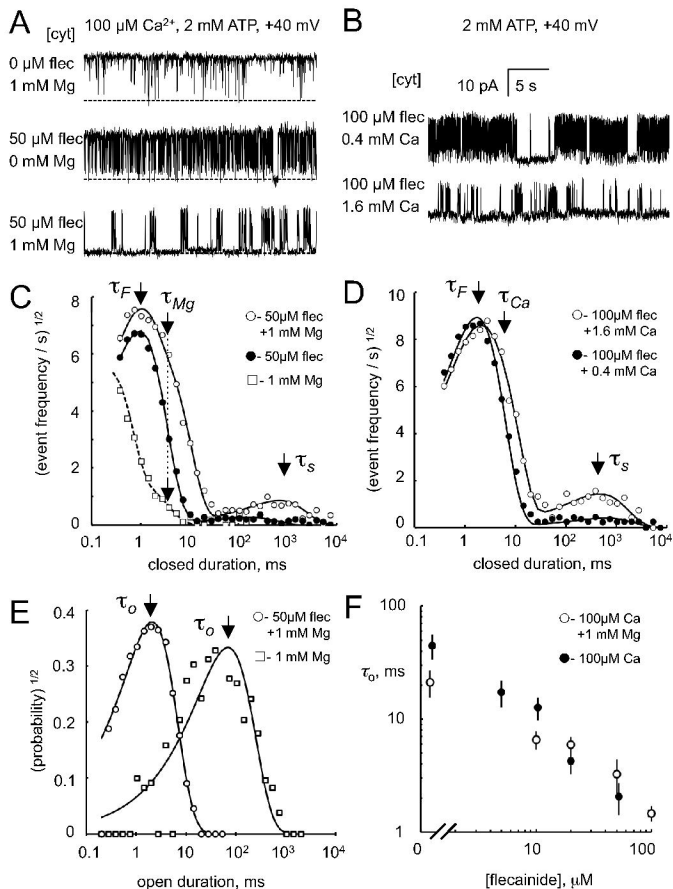 A
[cyt]
100 µM Ca²⁺, 2 mM ATP, +40 mV
0 µM flec
1 mM Mg
50 µM flec
0 mM Mg
50 µM flec
1 mM Mg
B
2 mM ATP, +40 mV
[cyt]
10 pA
5 s
100 µM flec
0.4 mM Ca
100 µM flec
1.6 mM Ca
C
τF
τMg
τs
- 50µM flec
+1 mM Mg
- 50µM flec
- 1 mM Mg
(event frequency / s) 1/2
8
6
4
2
0
0.1
1
10
10²
10³
10⁴
closed duration, ms
D
τF
τCa
τs
- 100µM flec
+1.6 mM Ca
- 100µM flec
+ 0.4 mM Ca
(event frequency / s) 1/2
10
8
6
4
2
0
0.1
1
10
10²
10³
10⁴
closed duration, ms
E
τo
τo
- 50µM flec
+1 mM Mg
- 1 mM Mg
(probability) 1/2
0.4
0.3
0.2
0.1
0
0.1
1
10
10²
10³
10⁴
open duration, ms
F
- 100µM Ca
+1 mM Mg
- 100µM Ca
τo, ms
100
10
1
0
10
100
[flecainide], µM